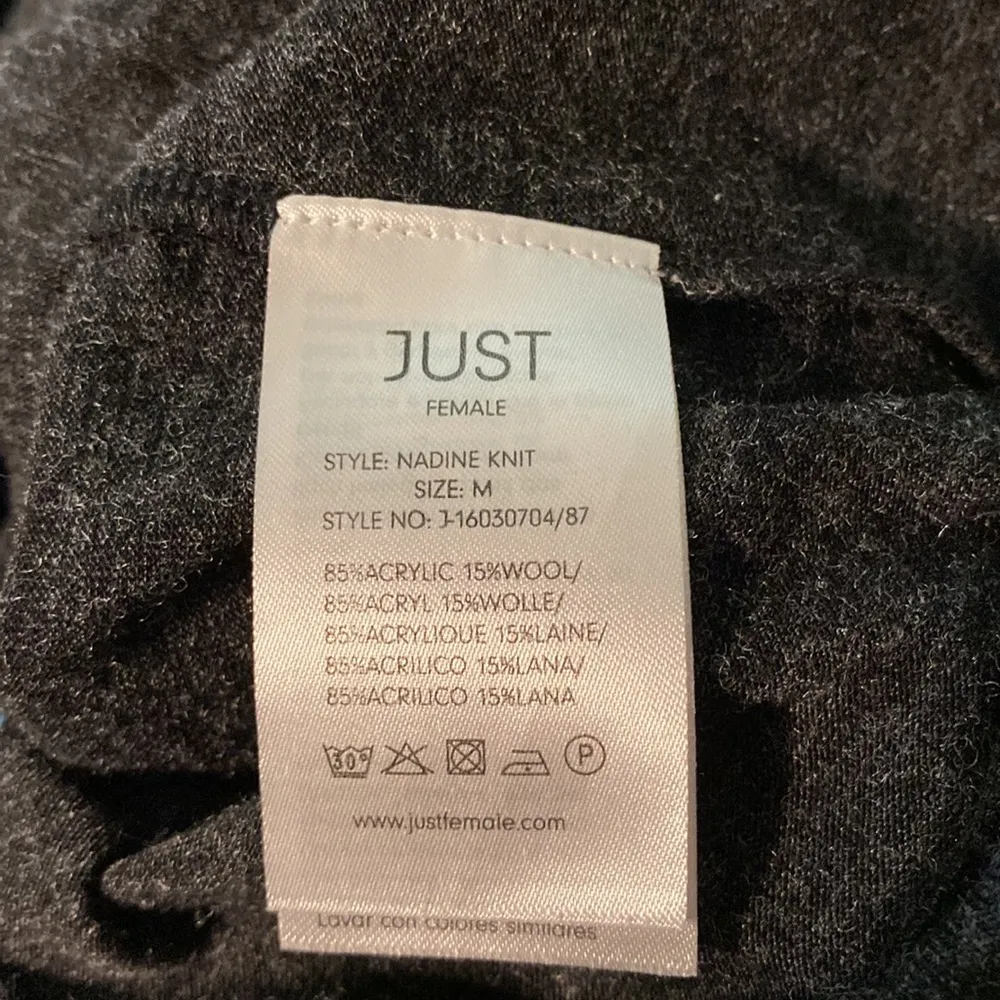 JUST
FEMALE
STYLE: NADINE KNIT
SIZE: M
STYLE NO: J-16030704/87
85%ACRYLIC 15%WOOL/
85%ACRYL 15%WOLLE/
85%ACRYLIQUE 15%LAINE/
85%ACRILICO 15%LANA/
85%ACRILICO 15%LANA
30° P
www.justfemale.com
Lavar con colores similares